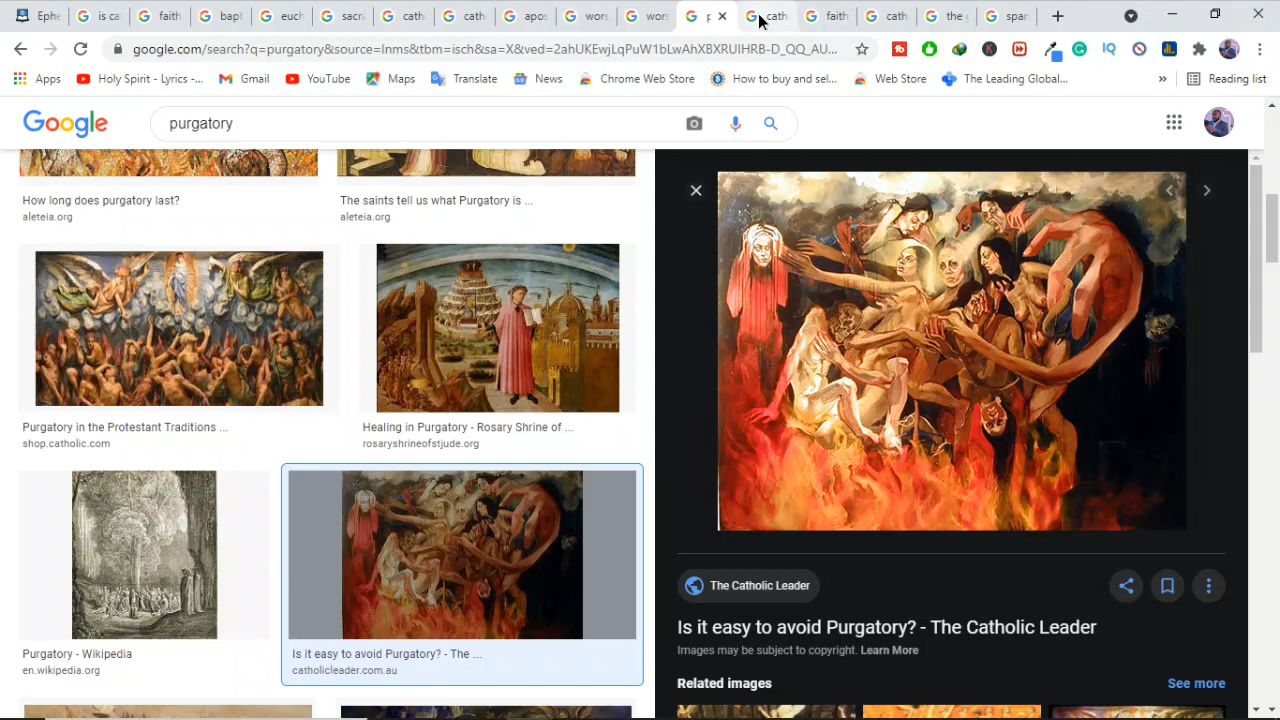 Ephe
is ca
faith
bapt
euch
sacra
cath
cath
apos
wors
wors
p
cath
faith
cath
the g
span
google.com/search?q=purgatory&source=lnms&tbm=isch&sa=X&ved=2ahUKEwjLqPuW1bLwAhXBXRUIHRB-D_QQ_AU...
Apps
Holy Spirit - Lyrics -...
Gmail
YouTube
Maps
Translate
News
Chrome Web Store
How to buy and sel...
Web Store
The Leading Global...
»
Reading list
Google
purgatory
How long does purgatory last?
aleteia.org
The saints tell us what Purgatory is ...
aleteia.org
Purgatory in the Protestant Traditions ...
shop.catholic.com
Healing in Purgatory - Rosary Shrine of ...
rosaryshrineofstjude.org
Purgatory - Wikipedia
en.wikipedia.org
Is it easy to avoid Purgatory? - The ...
catholicleader.com.au
The Catholic Leader
Is it easy to avoid Purgatory? - The Catholic Leader
Images may be subject to copyright. Learn More
Related images
See more